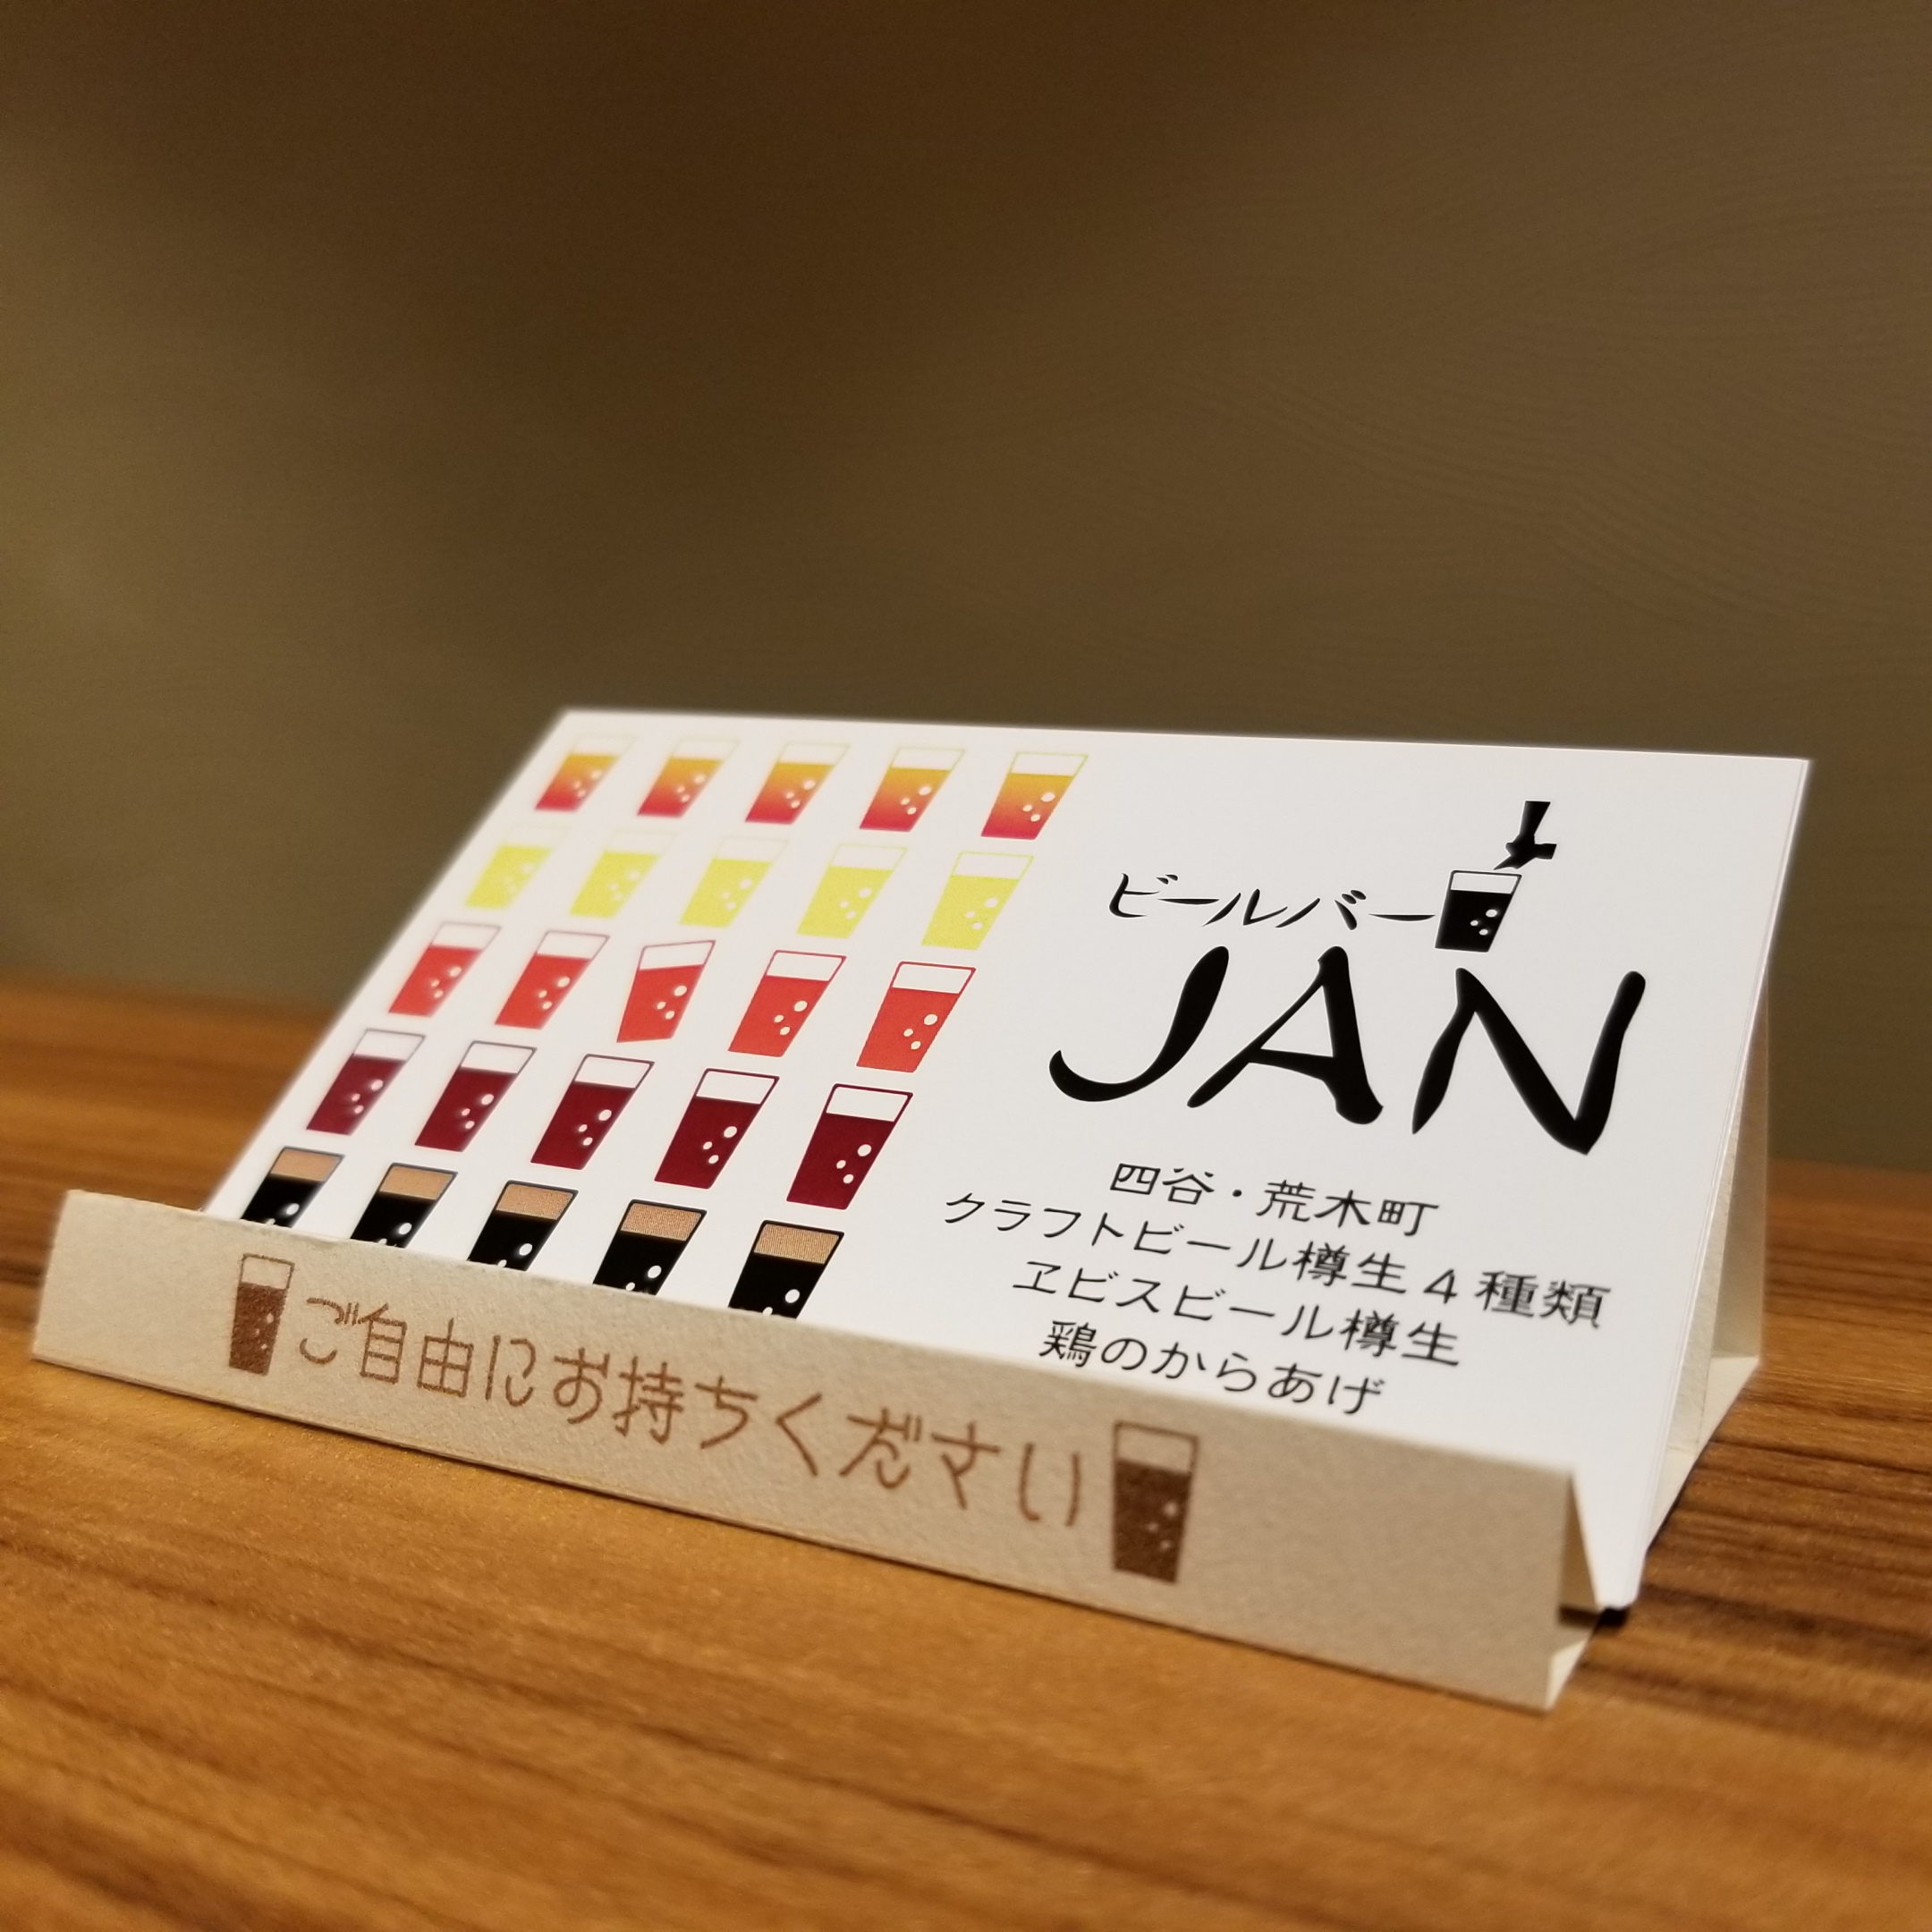 ビールバー
JAN
四谷・荒木町
クラフトビール樽生4種類
ヱビスビール樽生
鶏のからあげ
ご自由にお持ちください